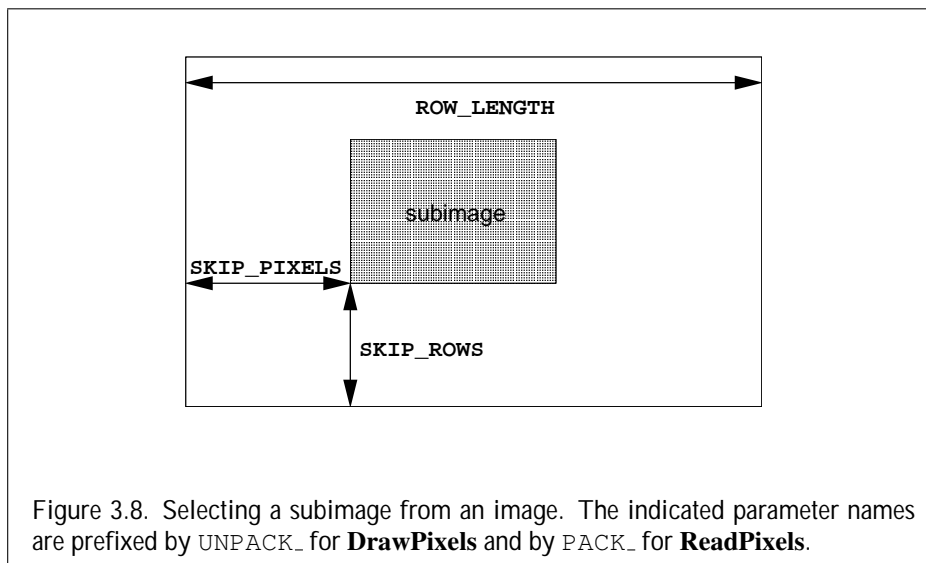 ROW_LENGTH
subimage
SKIP_PIXELS
SKIP_ROWS
Figure 3.8. Selecting a subimage from an image. The indicated parameter names
are prefixed by UNPACK_ for DrawPixels and by PACK_ for ReadPixels.